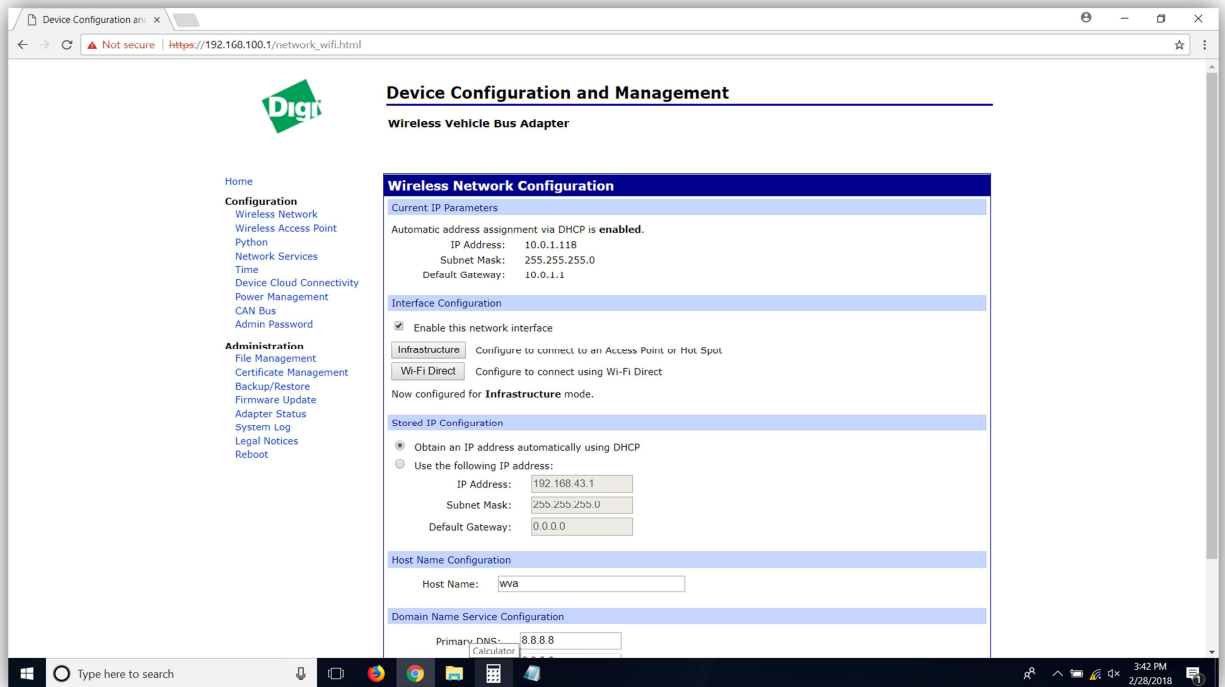 Device Configuration and
Not secure | https://192.168.100.1/network_wifi.html
Digi
Device Configuration and Management
Wireless Vehicle Bus Adapter
Home
Configuration
Wireless Network
Wireless Access Point
Python
Network Services
Time
Device Cloud Connectivity
Power Management
CAN Bus
Admin Password
Administration
File Management
Certificate Management
Backup/Restore
Firmware Update
Adapter Status
System Log
Legal Notices
Reboot
Wireless Network Configuration
Current IP Parameters
Automatic address assignment via DHCP is enabled.
IP Address: 10.0.1.118
Subnet Mask: 255.255.255.0
Default Gateway: 10.0.1.1
Interface Configuration
Enable this network interface
Infrastructure Configure to connect to an Access Point or Hot Spot
Wi-Fi Direct Configure to connect using Wi-Fi Direct
Now configured for Infrastructure mode.
Stored IP Configuration
Obtain an IP address automatically using DHCP
Use the following IP address:
IP Address: 192.168.43.1
Subnet Mask: 255.255.255.0
Default Gateway: 0.0.0.0
Host Name Configuration
Host Name: wva
Domain Name Service Configuration
Primary DNS: 8.8.8.8
Calculator
Type here to search
3:42 PM
2/28/2018